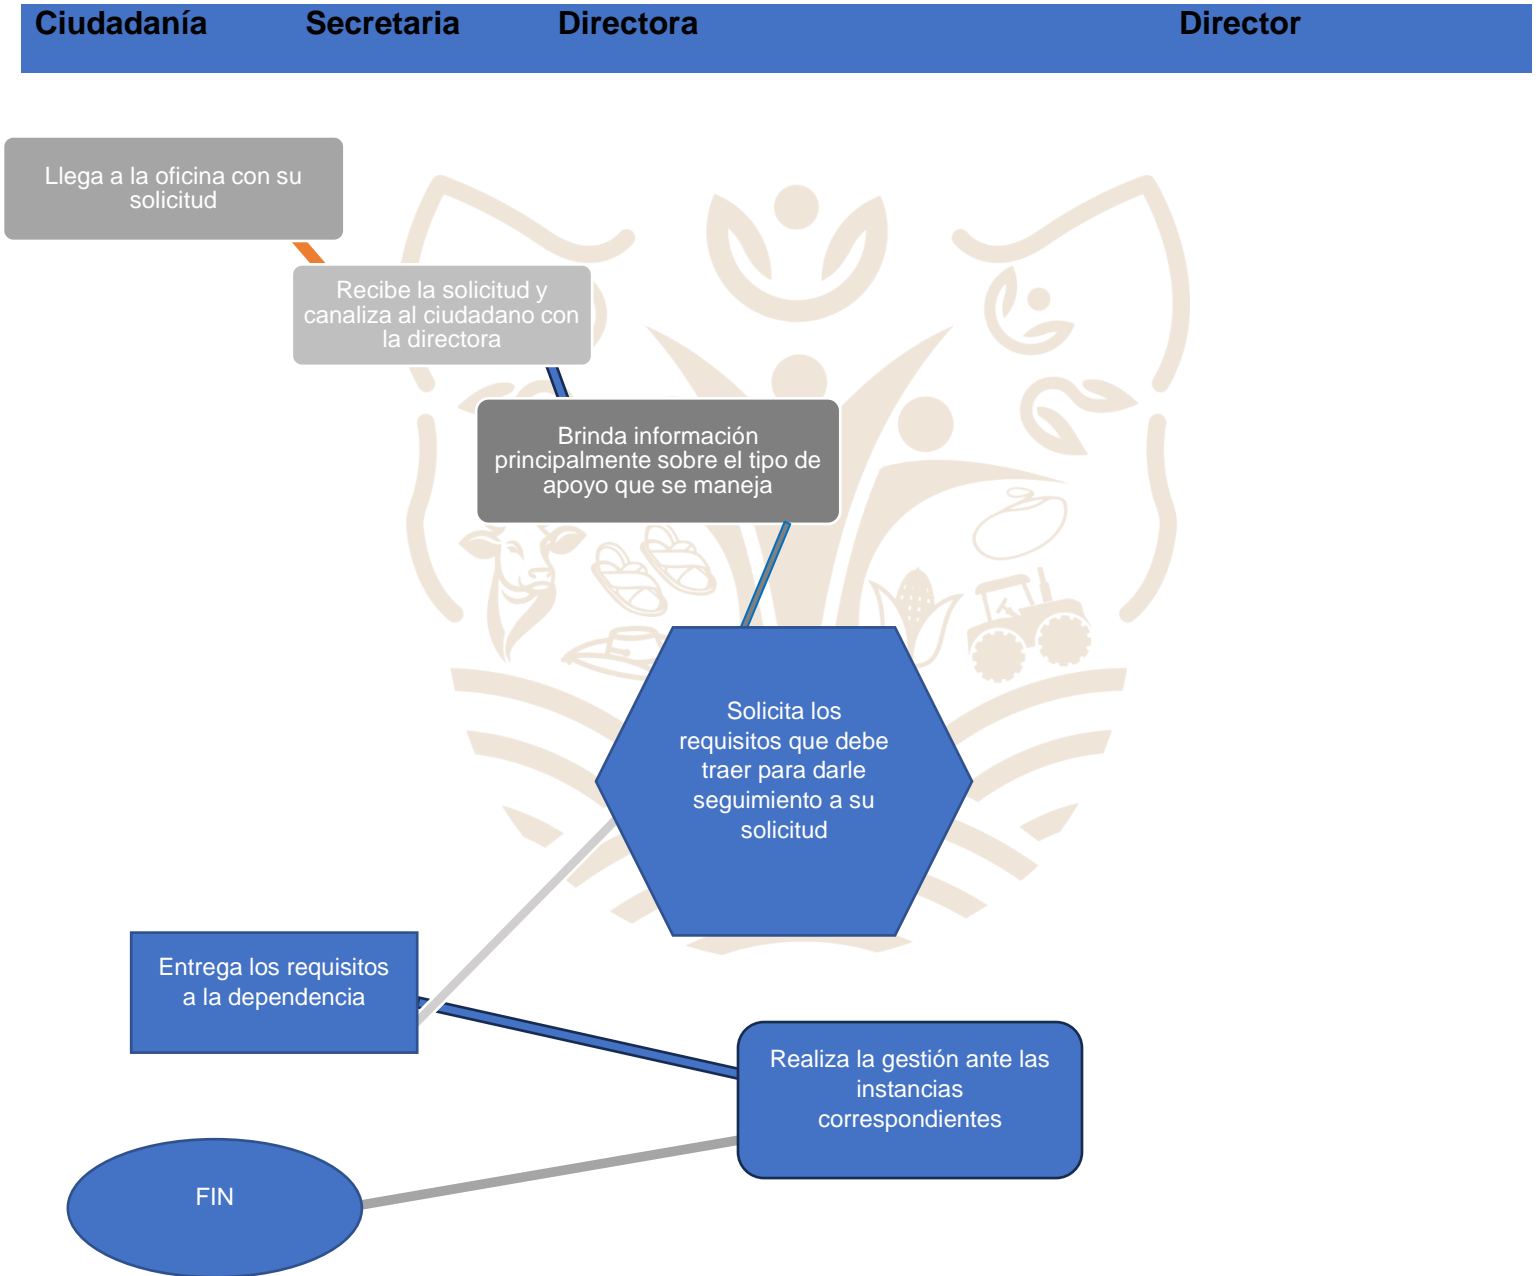 Ciudadanía Secretaria Directora Director
Llega a la oficina con su
solicitud
Recibe la solicitud y
canaliza al ciudadano con
la directora
Brinda información
principalmente sobre el tipo de
apoyo que se maneja
Solicita los
requisitos que debe
traer para darle
seguimiento a su
solicitud
Entrega los requisitos
a la dependencia
Realiza la gestión ante las
instancias
correspondientes
FIN